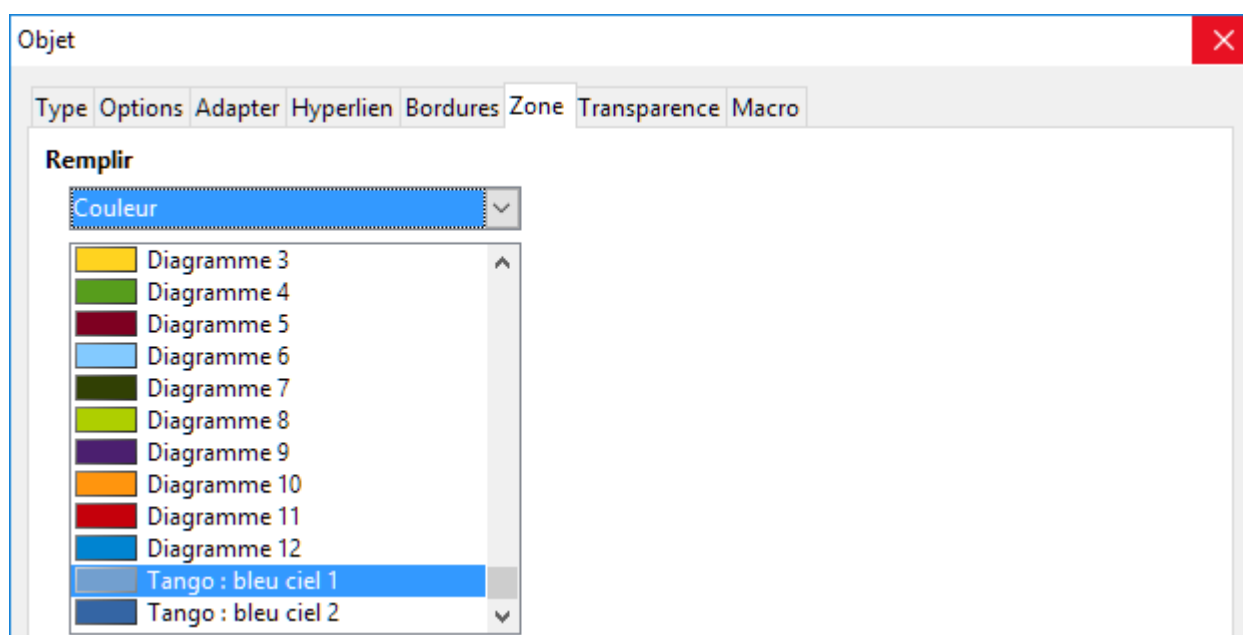 Objet
Type Options Adapter Hyperlien Bordures Zone Transparence Macro
Remplir
Couleur
Diagramme 3
Diagramme 4
Diagramme 5
Diagramme 6
Diagramme 7
Diagramme 8
Diagramme 9
Diagramme 10
Diagramme 11
Diagramme 12
Tango : bleu ciel 1
Tango : bleu ciel 2